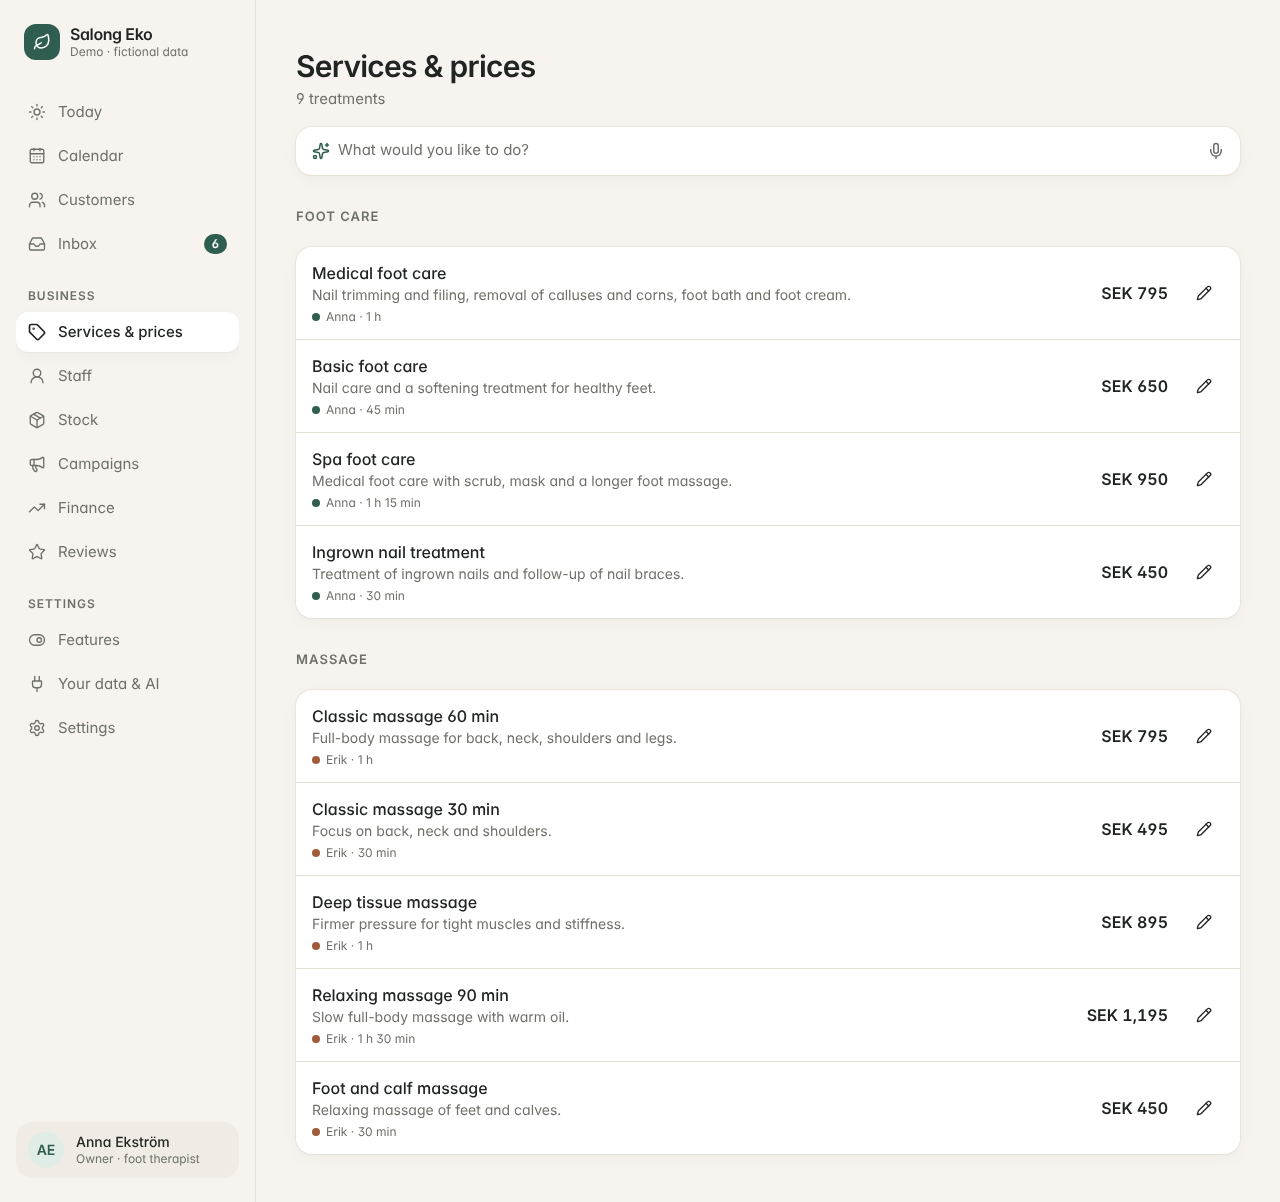 Salong Eko
Demo · fictional data
Today
Calendar
Customers
Inbox
6
BUSINESS
Services & prices
Staff
Stock
Campaigns
Finance
Reviews
SETTINGS
Features
Your data & AI
Settings
AE
Anna Ekström
Owner · foot therapist
Services & prices
9 treatments
What would you like to do?
FOOT CARE
Medical foot care
Nail trimming and filing, removal of calluses and corns, foot bath and foot cream.
Anna · 1 h
SEK 795
Basic foot care
Nail care and a softening treatment for healthy feet.
Anna · 45 min
SEK 650
Spa foot care
Medical foot care with scrub, mask and a longer foot massage.
Anna · 1 h 15 min
SEK 950
Ingrown nail treatment
Treatment of ingrown nails and follow-up of nail braces.
Anna · 30 min
SEK 450
MASSAGE
Classic massage 60 min
Full-body massage for back, neck, shoulders and legs.
Erik · 1 h
SEK 795
Classic massage 30 min
Focus on back, neck and shoulders.
Erik · 30 min
SEK 495
Deep tissue massage
Firmer pressure for tight muscles and stiffness.
Erik · 1 h
SEK 895
Relaxing massage 90 min
Slow full-body massage with warm oil.
Erik · 1 h 30 min
SEK 1,195
Foot and calf massage
Relaxing massage of feet and calves.
Erik · 30 min
SEK 450